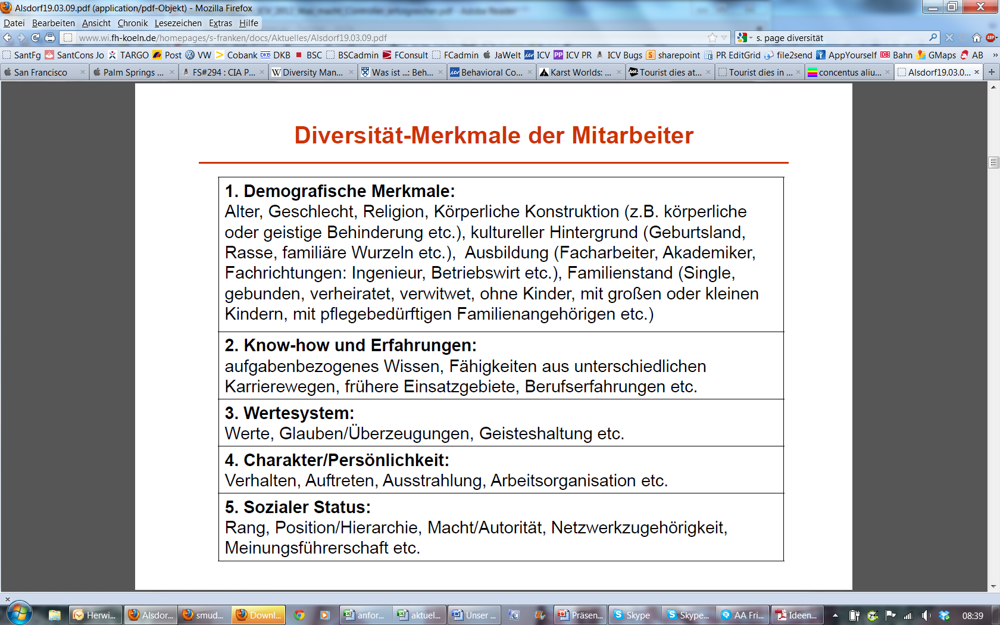 Alsdorf19.03.09.pdf (application/pdf-Objekt) - Mozilla Firefox
Datei Bearbeiten Ansicht Chronik Lesezeichen Extras Hilfe
www.wi.fh-koeln.de/homepages/s-franken/docs/Aktuelles/Alsdorf19.03.09.pdf s. page diversität
SantFg SantCons Jo TARGO Post VW Cobank DKB DKB BSC BSCadmin FConsult FCadmin JaWelt icv ICV PP ICV PR ICV Bugs sharepoint PR EditGrid file2send AppYourself DB Bahn GMaps AB »
San Francisco Palm Springs ... FS#294 : CIA P... W Diversity Man... Was ist ...: Beh... icv Behavioral Co... Karst Worlds: ... Aol. Tourist dies at... Tourist dies in ... concentus aliu... Alsdorf19.03.0...
Diversität-Merkmale der Mitarbeiter
1. Demografische Merkmale:
Alter, Geschlecht, Religion, Körperliche Konstruktion (z.B. körperliche
oder geistige Behinderung etc.), kultureller Hintergrund (Geburtsland,
Rasse, familiäre Wurzeln etc.), Ausbildung (Facharbeiter, Akademiker,
Fachrichtungen: Ingenieur, Betriebswirt etc.), Familienstand (Single,
gebunden, verheiratet, verwitwet, ohne Kinder, mit großen oder kleinen
Kindern, mit pflegebedürftigen Familienangehörigen etc.)
2. Know-how und Erfahrungen:
aufgabenbezogenes Wissen, Fähigkeiten aus unterschiedlichen
Karrierewegen, frühere Einsatzgebiete, Berufserfahrungen etc.
3. Wertesystem:
Werte, Glauben/Überzeugungen, Geisteshaltung etc.
4. Charakter/Persönlichkeit:
Verhalten, Auftreten, Ausstrahlung, Arbeitsorganisation etc.
5. Sozialer Status:
Rang, Position/Hierarchie, Macht/Autorität, Netzwerkzugehörigkeit,
Meinungsführerschaft etc.
Herwi... Alsdor... smud... Downl... anfor... aktuel... Unser ... Präsen... Skype Skype... AA Fri... Ideen... 08:39